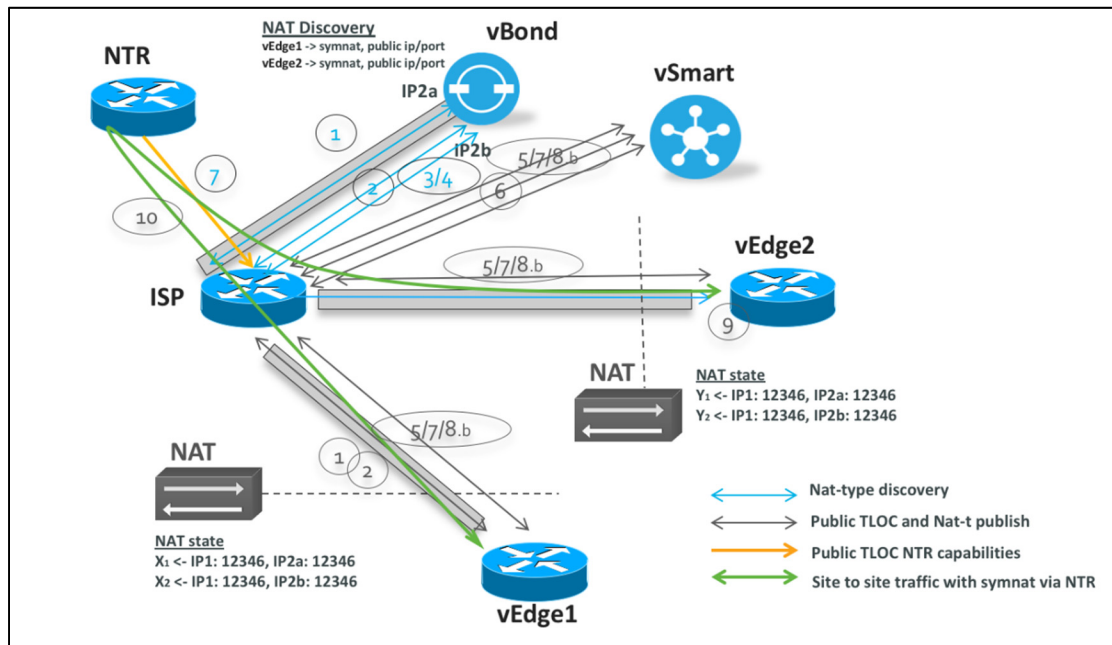 NAT Discovery
vEdge1 -> symnat, public ip/port
vEdge2 -> symnat, public ip/port
vBond
NTR
vSmart
IP2a
1
iP2b
5/7/8.b
3/4
2
6
7
10
vEdge2
5/7/8.b
ISP
9
NAT
NAT state
Y1 <- IP1: 12346, IP2a: 12346
Y2 <- IP1: 12346, IP2b: 12346
5/7/8.b
NAT
1
2
Nat-type discovery
Public TLOC and Nat-t publish
NAT state
X1 <- IP1: 12346, IP2a: 12346
X2 <- IP1: 12346, IP2b: 12346
Public TLOC NTR capabilities
Site to site traffic with symnat via NTR
vEdge1